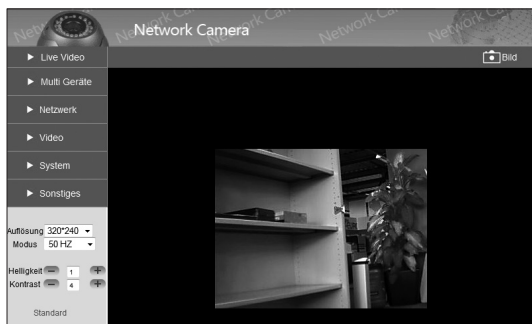 Network Camera
Live Video
Bild
Multi Geräte
Netzwerk
Video
System
Sonstiges
Auflösung 320*240
Modus 50 HZ
Helligkeit 1
Kontrast 4
Standard